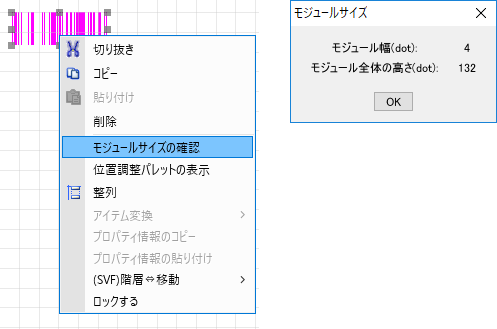 切り抜き
コピー
貼り付け
削除
モジュールサイズの確認
位置調整パレットの表示
整列
アイテム変換
プロパティ情報のコピー
プロパティ情報の貼り付け
(SVF)階層⇔移動
ロックする
モジュールサイズ
モジュール幅(dot): 4
モジュール全体の高さ(dot): 132
OK